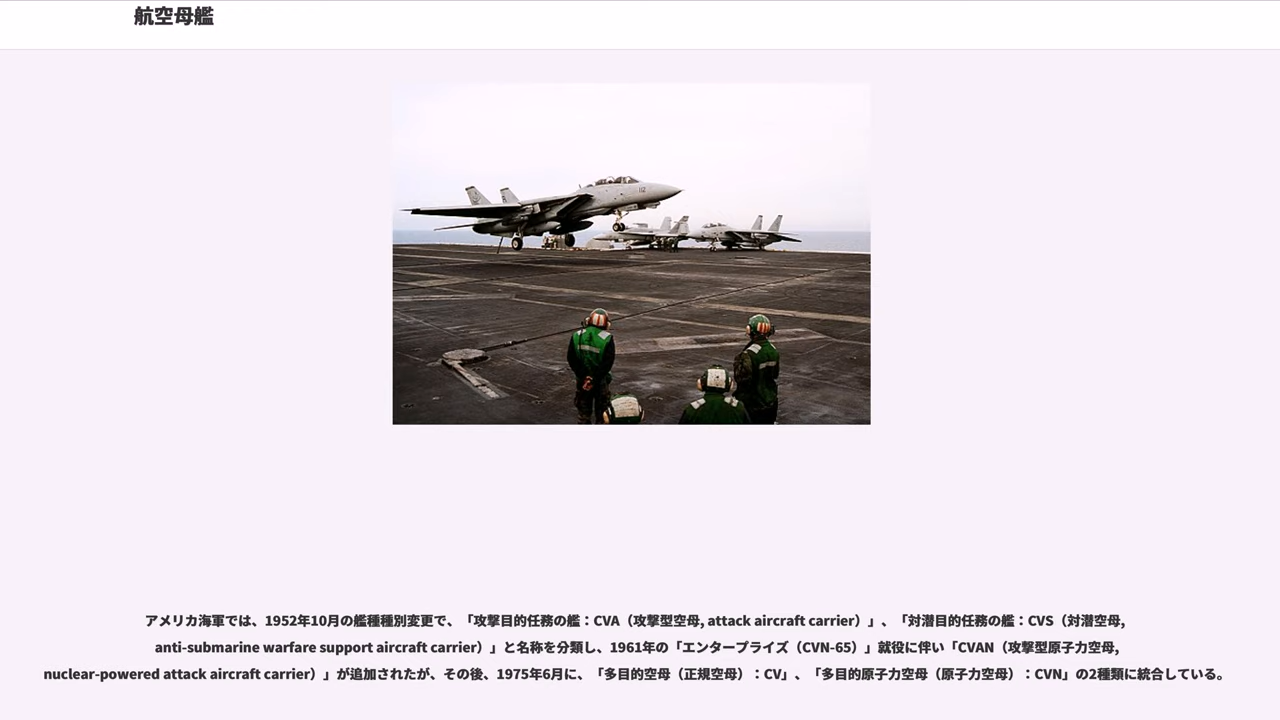 航空母艦
112
アメリカ海軍では、1952年10月の艦種種別変更で、「攻撃目的任務の艦：CVA（攻撃型空母, attack aircraft carrier）」、「対潜目的任務の艦：CVS（対潜空母,
anti-submarine warfare support aircraft carrier）」と名称を分類し、1961年の「エンタープライズ（CVN-65）」就役に伴い「CVAN（攻撃型原子力空母,
nuclear-powered attack aircraft carrier）」が追加されたが、その後、1975年6月に、「多目的空母（正規空母）：CV」、「多目的原子力空母（原子力空母）：CVN」の2種類に統合している。